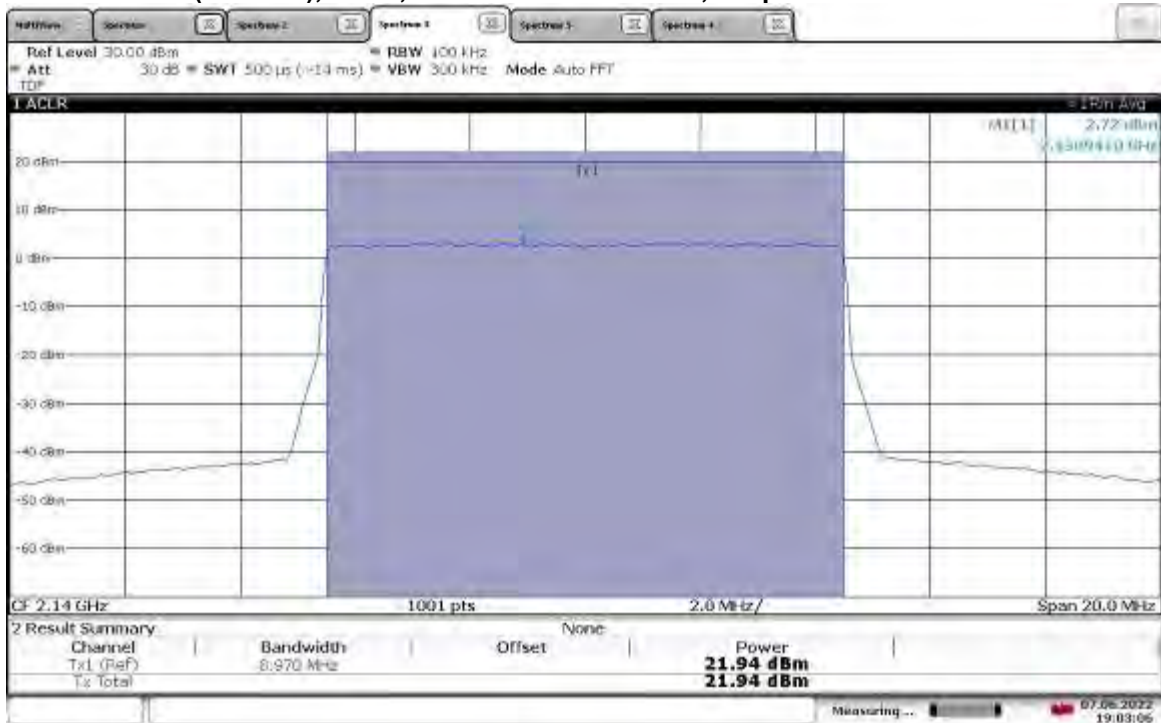 MultiView Spectrum Spectrum 2 Spectrum 3 Spectrum 5 Spectrum 4
Ref Level 30.00 dBm RBW 100 kHz
Att 30 dB SWT 500 µs (~14 ms) VBW 300 kHz Mode Auto FFT
TDF
1 ACLR 1Rm Avg
M1[1] 2.72 dBm
20 dBm
Tx1
10 dBm
0 dBm
-10 dBm
-20 dBm
-30 dBm
-40 dBm
-50 dBm
-60 dBm
CF 2.14 GHz 1001 pts 2.0 MHz/ Span 20.0 MHz
2 Result Summary None
Channel Bandwidth Offset Power
Tx1 (Ref) 8.970 MHz 21.94 dBm
Tx Total 21.94 dBm
Measuring... 07.06.2022
19:03:06